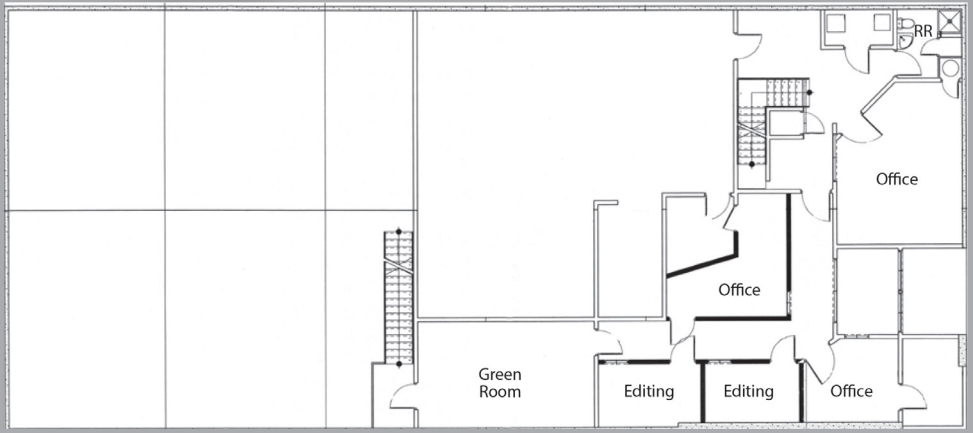 RR
Office
Office
Green
Room
Editing
Editing
Office